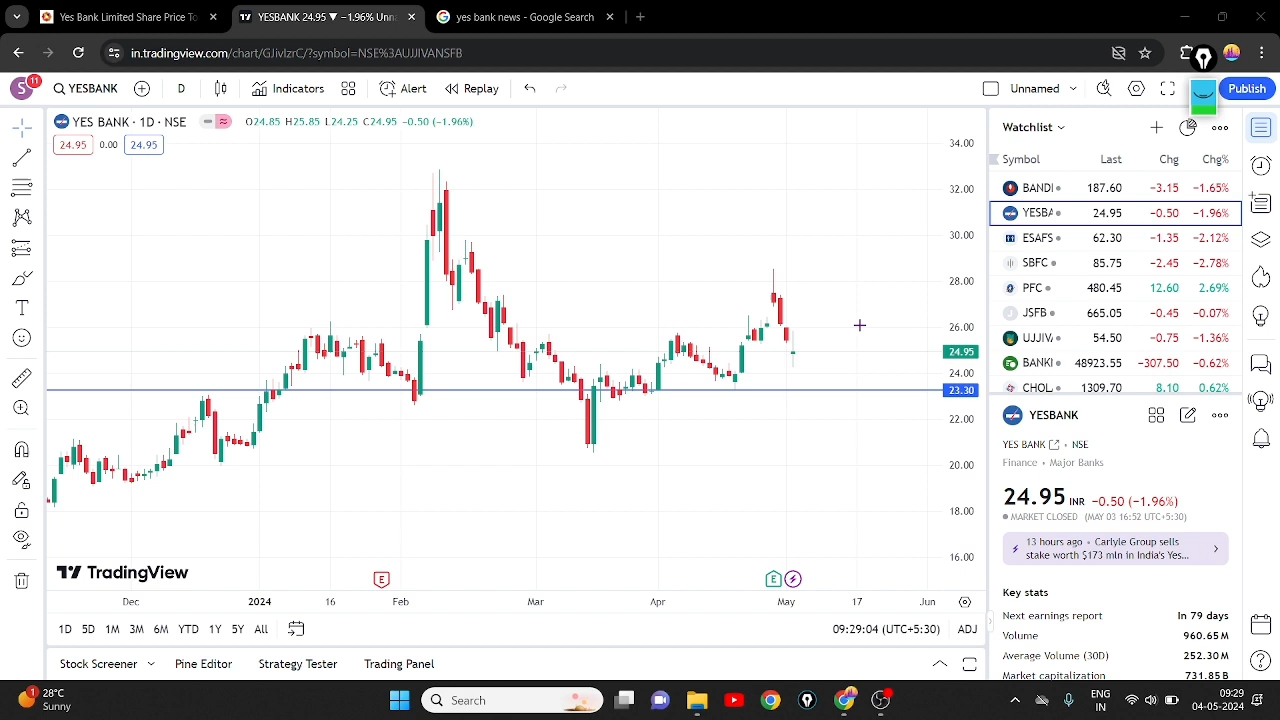 Yes Bank Limited Share Price To
YESBANK 24.95 ▼ −1.96% Unna
yes bank news - Google Search
in.tradingview.com/chart/GJivIzrC/?symbol=NSE%3AUJJIVANSFB
S 11 YESBANK D Indicators Alert Replay Unnamed Publish
YES BANK · 1D · NSE O24.85 H25.85 L24.25 C24.95 −0.50 (−1.96%)
24.95 0.00 24.95
34.00
32.00
30.00
28.00
26.00
24.95
24.00
23.30
22.00
20.00
18.00
16.00
TradingView
E E
Dec 2024 16 Feb Mar Apr May 17 Jun
1D 5D 1M 3M 6M YTD 1Y 5Y All 09:29:04 (UTC+5:30) ADJ
Stock Screener Pine Editor Strategy Tester Trading Panel
Watchlist
Symbol Last Chg Chg%
BANDI 187.60 −3.15 −1.65%
YESBA 24.95 −0.50 −1.96%
ESAFS 62.30 −1.35 −2.12%
SBFC 85.75 −2.45 −2.78%
PFC 480.45 12.60 2.69%
JSFB 665.05 −0.45 −0.07%
UJJIVA 54.50 −0.75 −1.36%
BANKI 48923.55 −307.50 −0.62%
CHOL 1309.70 8.10 0.62%
YESBANK
YES BANK · NSE
Finance · Major Banks
24.95 INR −0.50 (−1.96%)
MARKET CLOSED (MAY 03 16:52 UTC+5:30)
13 hours ago · Carlyle Group sells
stake worth $173 mln in India's Yes...
Key stats
Next earnings report In 79 days
Volume 960.65 M
Average Volume (30D) 252.30 M
Market capitalization 731.85 B
1 28°C
Sunny
Search
ENG
IN
09:29
04-05-2024